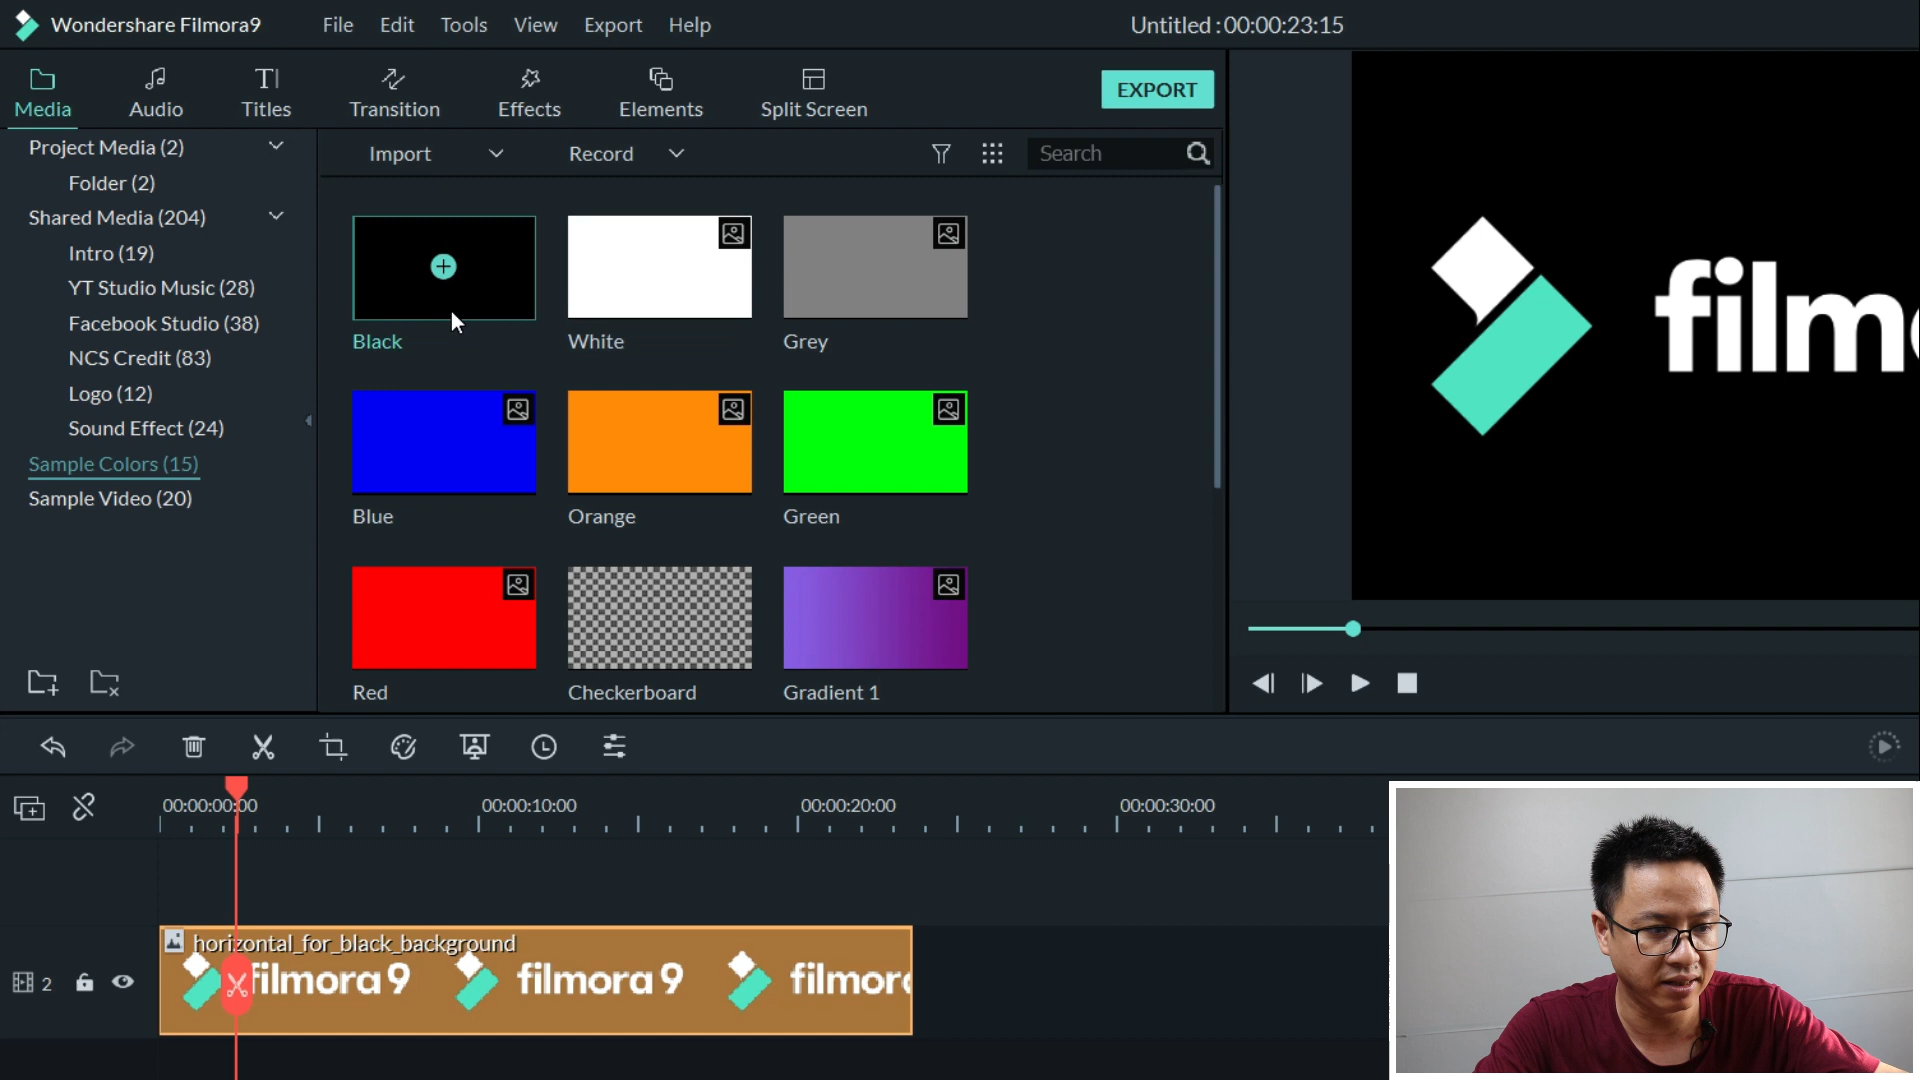 Wondershare Filmora9
File Edit Tools View Export Help
Untitled : 00:00:23:15
Media
Audio
Titles
Transition
Effects
Elements
Split Screen
EXPORT
Project Media (2)
Folder (2)
Shared Media (204)
Intro (19)
YT Studio Music (28)
Facebook Studio (38)
NCS Credit (83)
Logo (12)
Sound Effect (24)
Sample Colors (15)
Sample Video (20)
Import
Record
Search
Black
White
Grey
Blue
Orange
Green
Red
Checkerboard
Gradient 1
filmo
00:00:00:00
00:00:10:00
00:00:20:00
00:00:30:00
2
horizontal_for_black_background
filmora 9
filmora 9
filmora